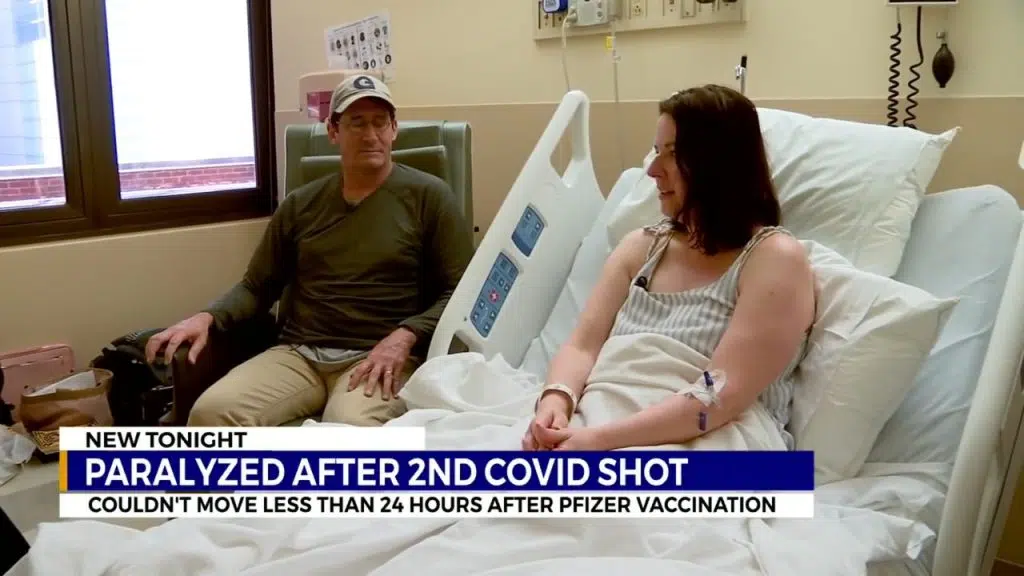 NEW TONIGHT
PARALYZED AFTER 2ND COVID SHOT
COULDN'T MOVE LESS THAN 24 HOURS AFTER PFIZER VACCINATION